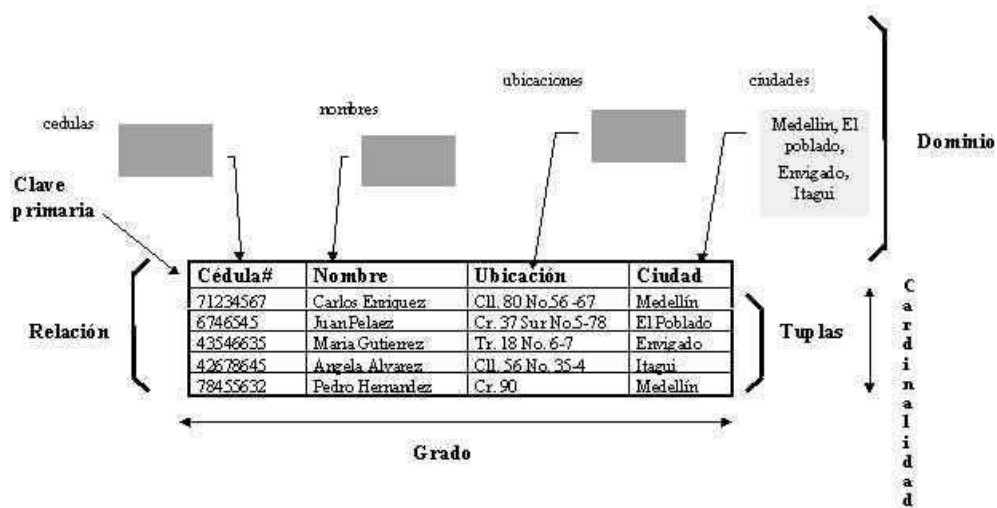 ubicaciones
ciudades
nombres
cedulas
Medellin, El
poblado,
Envigado,
Itagui
Dominio
Clave
primaria
Cédula# Nombre Ubicación Ciudad
71234567 Carlos Enriquez Cll. 80 No.56 -67 Medellín
6746545 Juan Pelaez Cr. 37 Sur No.5-78 El Poblado
43546635 Maria Gutierrez Tr. 18 No. 6-7 Envigado
42678645 Angela Alvarez Cll. 56 No. 35-4 Itagui
78455632 Pedro Hernandez Cr. 90 Medellín
Relación
Tuplas
Cardinalidad
Grado